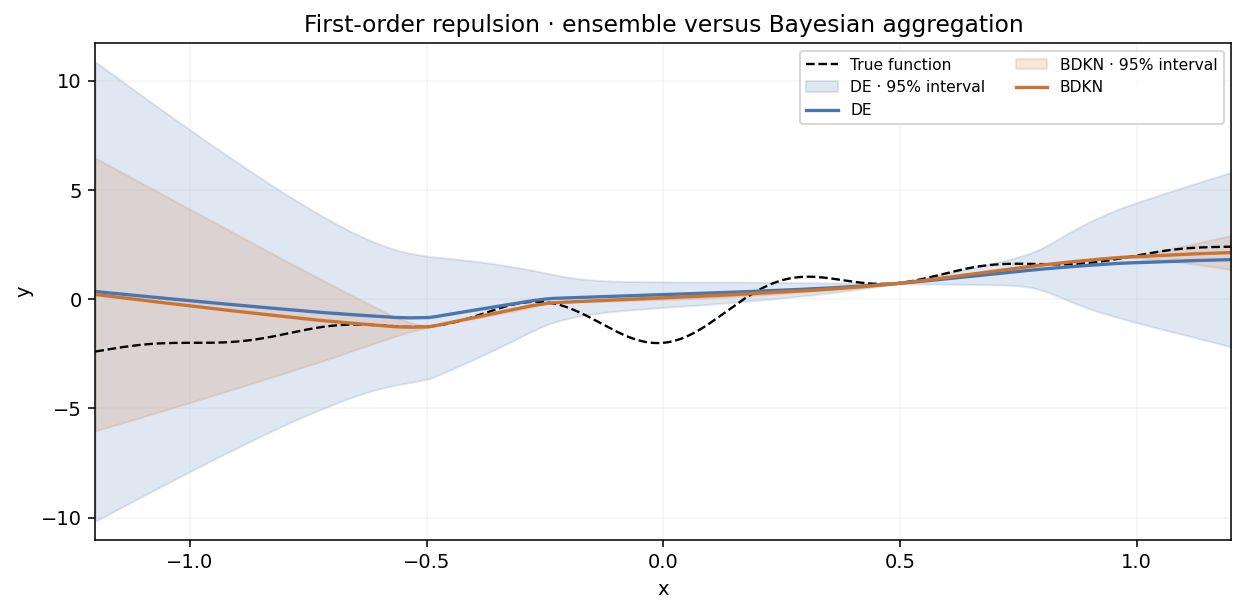 First-order repulsion · ensemble versus Bayesian aggregation
True function
DE · 95% interval
DE
BDKN · 95% interval
BDKN
y
10
5
0
−5
−10
−1.0
−0.5
0.0
0.5
1.0
x